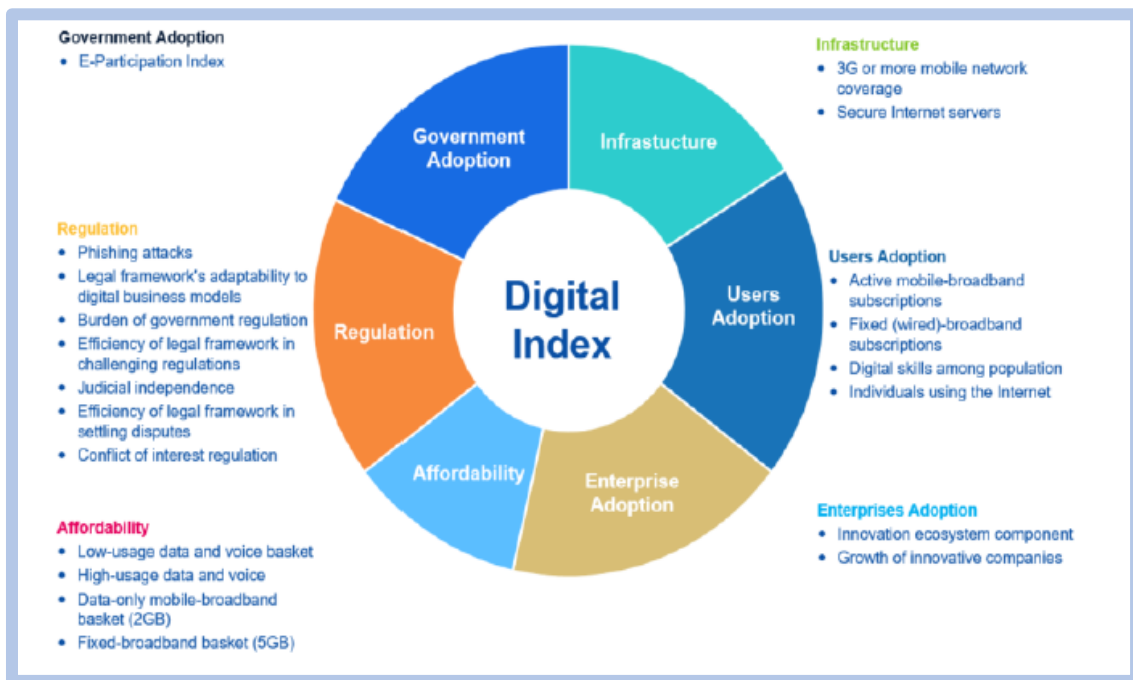 Government Adoption
• E-Participation Index
Infrastructure
• 3G or more mobile network
coverage
• Secure Internet servers
Government
Adoption
Infrastucture
Regulation
• Phishing attacks
• Legal framework's adaptability to
digital business models
• Burden of government regulation
• Efficiency of legal framework in
challenging regulations
• Judicial independence
• Efficiency of legal framework in
settling disputes
• Conflict of interest regulation
Regulation
Digital
Index
Users
Adoption
Users Adoption
• Active mobile-broadband
subscriptions
• Fixed (wired)-broadband
subscriptions
• Digital skills among population
• Individuals using the Internet
Affordability
Enterprise
Adoption
Affordability
• Low-usage data and voice basket
• High-usage data and voice
• Data-only mobile-broadband
basket (2GB)
• Fixed-broadband basket (5GB)
Enterprises Adoption
• Innovation ecosystem component
• Growth of innovative companies